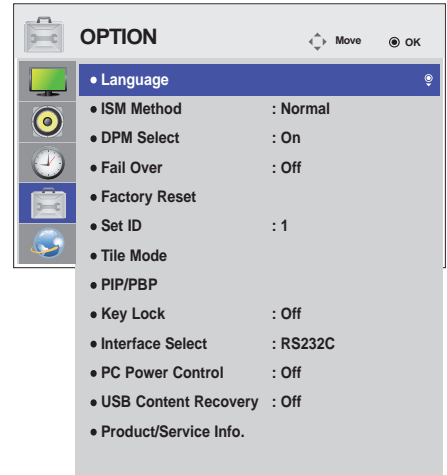 OPTION Move OK
● Language
● ISM Method : Normal
● DPM Select : On
● Fail Over : Off
● Factory Reset
● Set ID : 1
● Tile Mode
● PIP/PBP
● Key Lock : Off
● Interface Select : RS232C
● PC Power Control : Off
● USB Content Recovery : Off
● Product/Service Info.